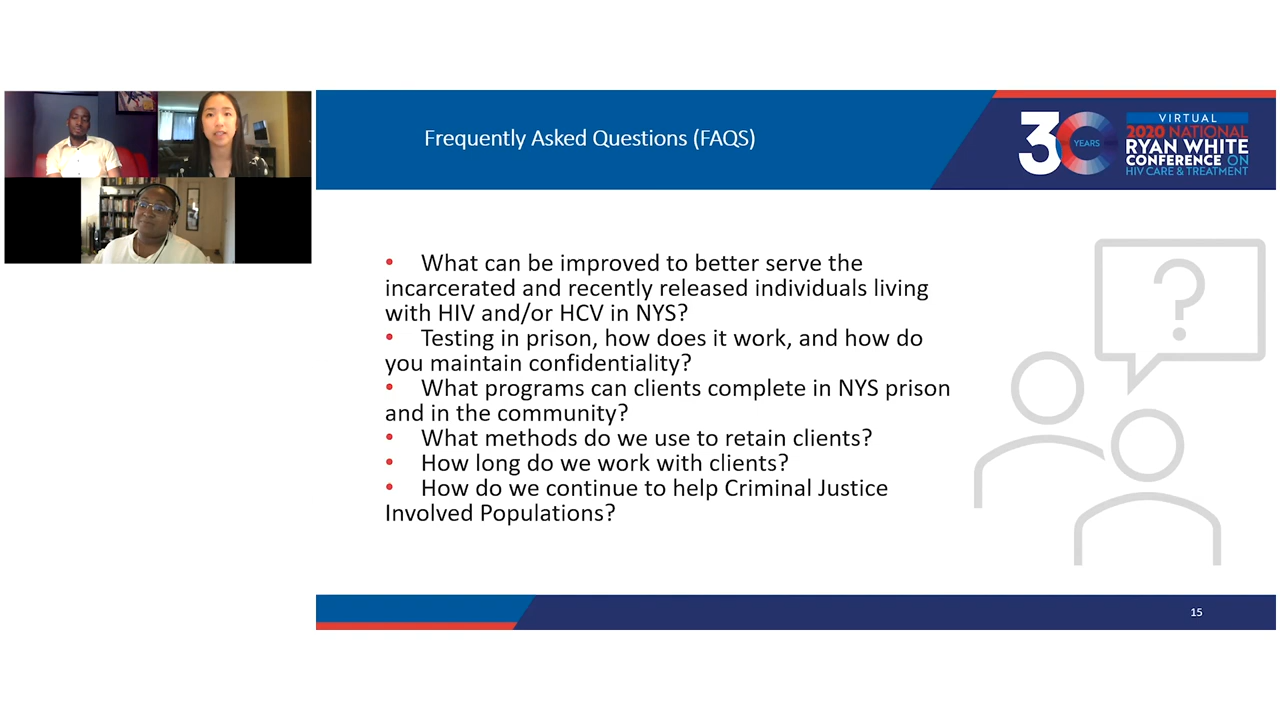 Frequently Asked Questions (FAQS)
30
YEARS
VIRTUAL
2020 NATIONAL
RYAN WHITE
CONFERENCE ON
HIV CARE & TREATMENT
• What can be improved to better serve the
incarcerated and recently released individuals living
with HIV and/or HCV in NYS?
• Testing in prison, how does it work, and how do
you maintain confidentiality?
• What programs can clients complete in NYS prison
and in the community?
• What methods do we use to retain clients?
• How long do we work with clients?
• How do we continue to help Criminal Justice
Involved Populations?
?
15